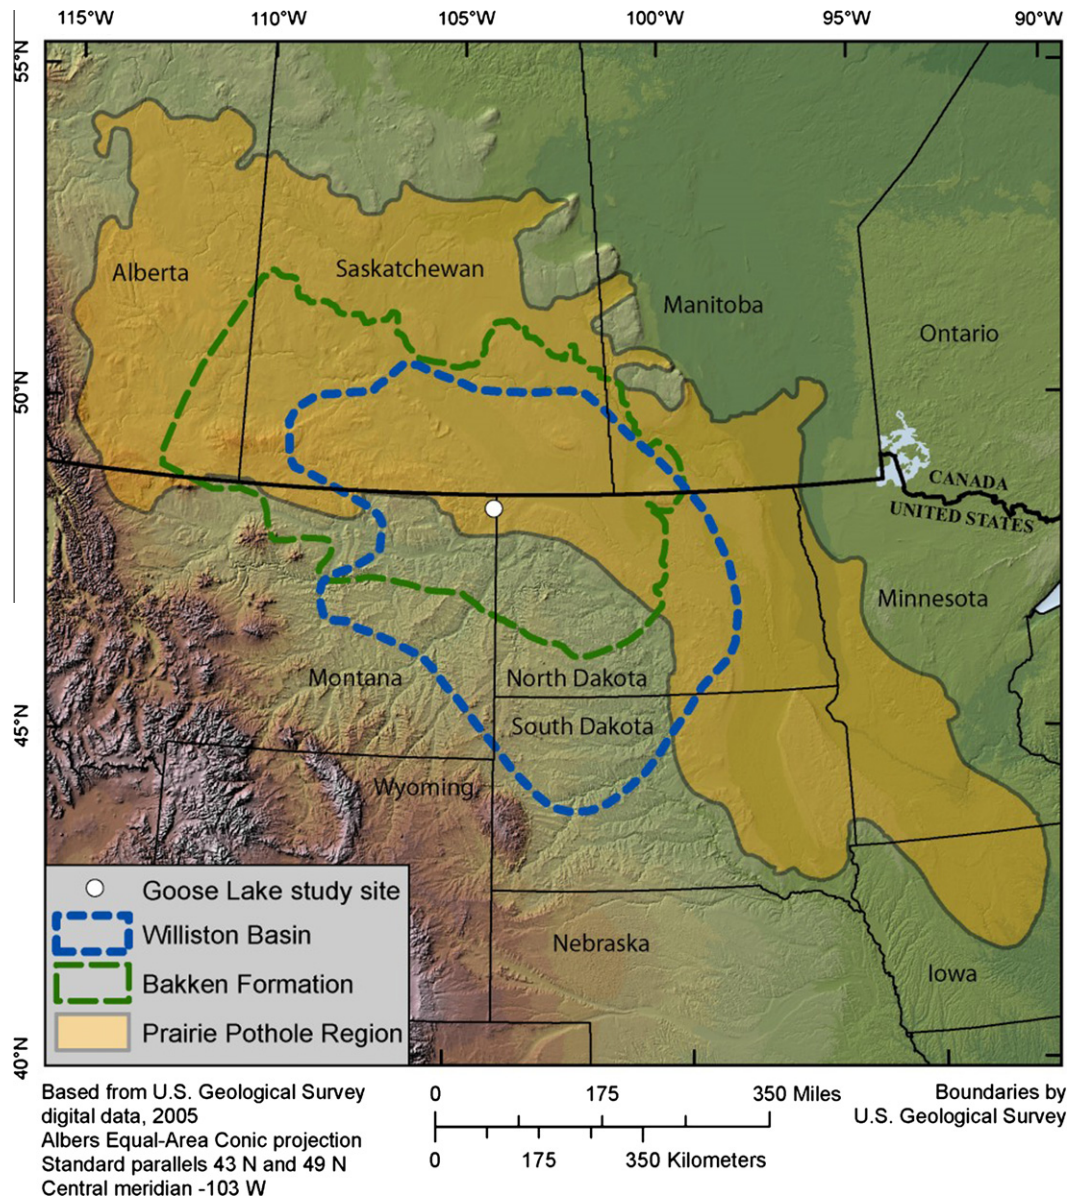 115°W 110°W 105°W 100°W 95°W 90°W
55°N
50°N
45°N
40°N
Alberta
Saskatchewan
Manitoba
Ontario
CANADA
UNITED STATES
Minnesota
Montana
North Dakota
South Dakota
Wyoming
Nebraska
Iowa
Goose Lake study site
Williston Basin
Bakken Formation
Prairie Pothole Region
Based from U.S. Geological Survey
digital data, 2005
Albers Equal-Area Conic projection
Standard parallels 43 N and 49 N
Central meridian -103 W
0 175 350 Miles
0 175 350 Kilometers
Boundaries by
U.S. Geological Survey